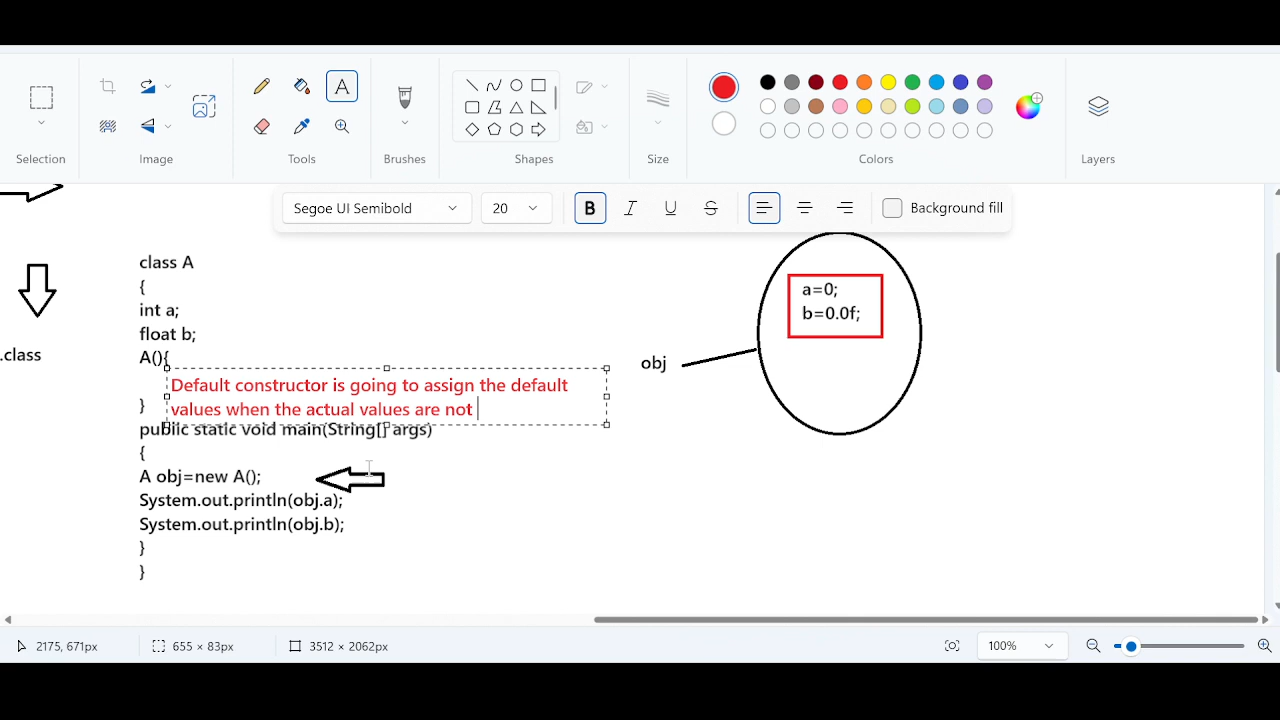 Selection
Image
Tools
Brushes
Shapes
Size
Colors
Layers
Segoe UI Semibold
20
B
I
U
S
Background fill
A
.class
class A
{
int a;
float b;
A(){
Default constructor is going to assign the default
values when the actual values are not
}
public static void main(String[] args)
{
A obj=new A();
System.out.println(obj.a);
System.out.println(obj.b);
}
}
obj
a=0;
b=0.0f;
2175, 671px
655 × 83px
3512 × 2062px
100%